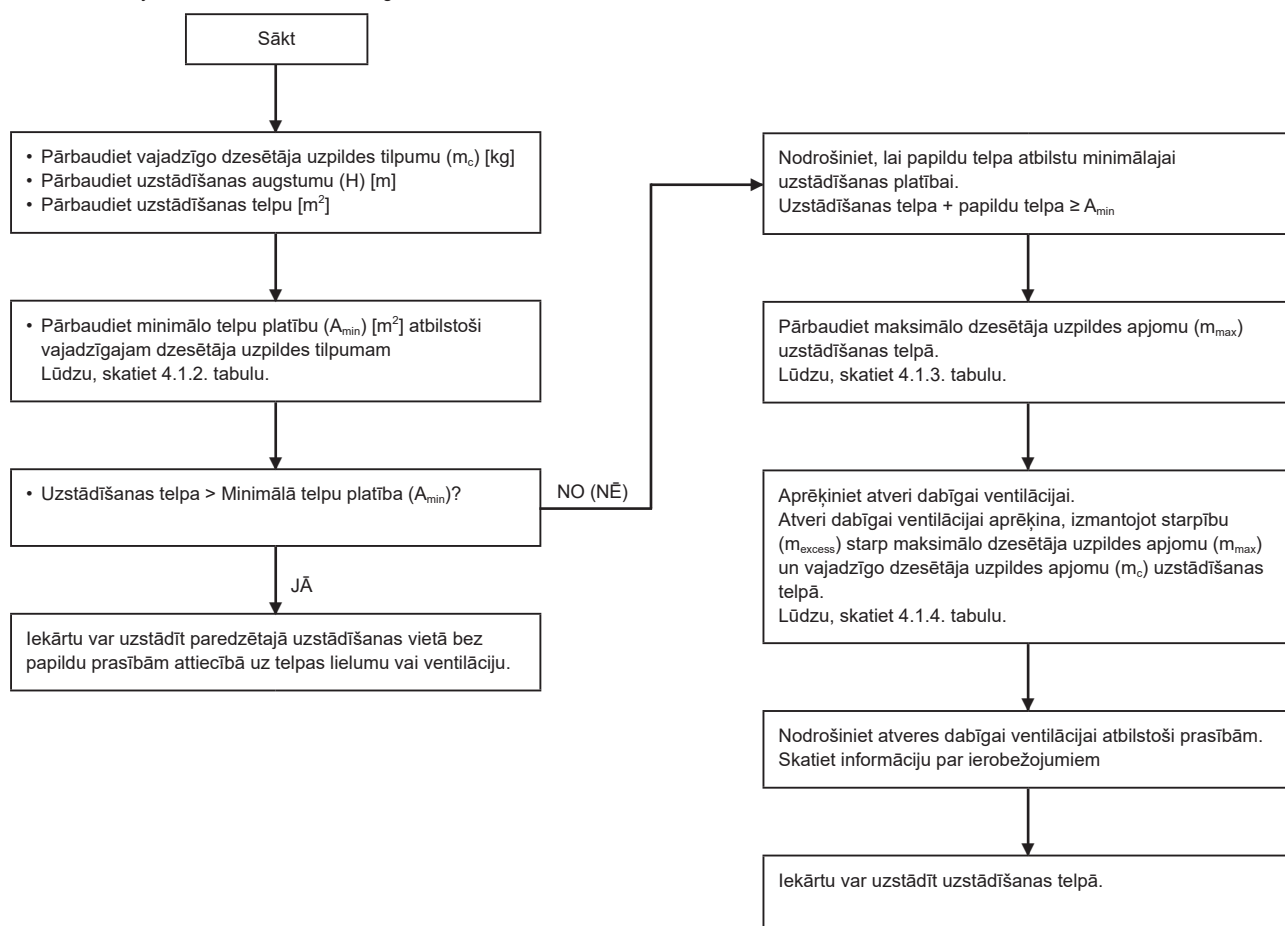 Sākt
• Pārbaudiet vajadzīgo dzesētāja uzpildes tilpumu (mc) [kg]
• Pārbaudiet uzstādīšanas augstumu (H) [m]
• Pārbaudiet uzstādīšanas telpu [m²]
• Pārbaudiet minimālo telpu platību (Amin) [m²] atbilstoši
vajadzīgajam dzesētāja uzpildes tilpumam
Lūdzu, skatiet 4.1.2. tabulu.
• Uzstādīšanas telpa > Minimālā telpu platība (Amin)?
NO (NĒ)
JĀ
Iekārtu var uzstādīt paredzētajā uzstādīšanas vietā bez
papildu prasībām attiecībā uz telpas lielumu vai ventilāciju.
Nodrošiniet, lai papildu telpa atbilstu minimālajai
uzstādīšanas platībai.
Uzstādīšanas telpa + papildu telpa ≥ Amin
Pārbaudiet maksimālo dzesētāja uzpildes apjomu (mmax)
uzstādīšanas telpā.
Lūdzu, skatiet 4.1.3. tabulu.
Aprēķiniet atveri dabīgai ventilācijai.
Atveri dabīgai ventilācijai aprēķina, izmantojot starpību
(mexcess) starp maksimālo dzesētāja uzpildes apjomu (mmax)
un vajadzīgo dzesētāja uzpildes apjomu (mc) uzstādīšanas
telpā.
Lūdzu, skatiet 4.1.4. tabulu.
Nodrošiniet atveres dabīgai ventilācijai atbilstoši prasībām.
Skatiet informāciju par ierobežojumiem
Iekārtu var uzstādīt uzstādīšanas telpā.